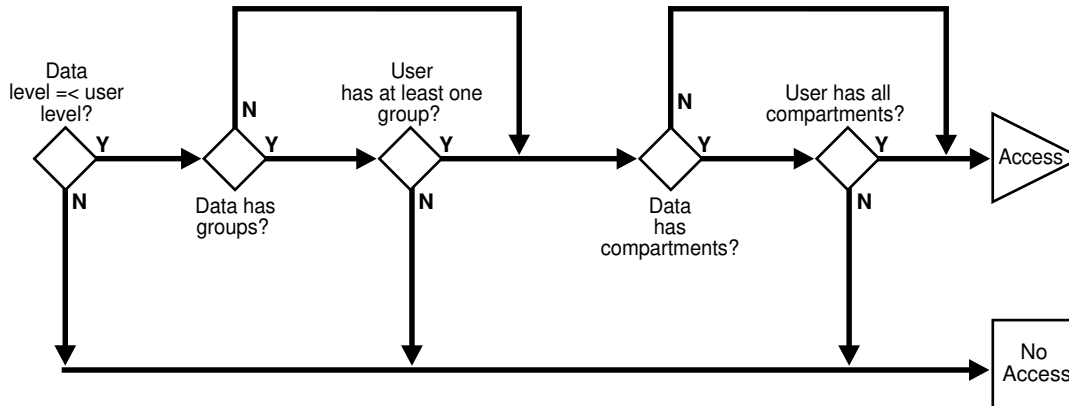 Data
level =< user
level?
Y
N
N
Y
Data has
groups?
User
has at least one
group?
Y
N
N
Y
Data
has
compartments?
User has all
compartments?
Y
N
Access
No
Access